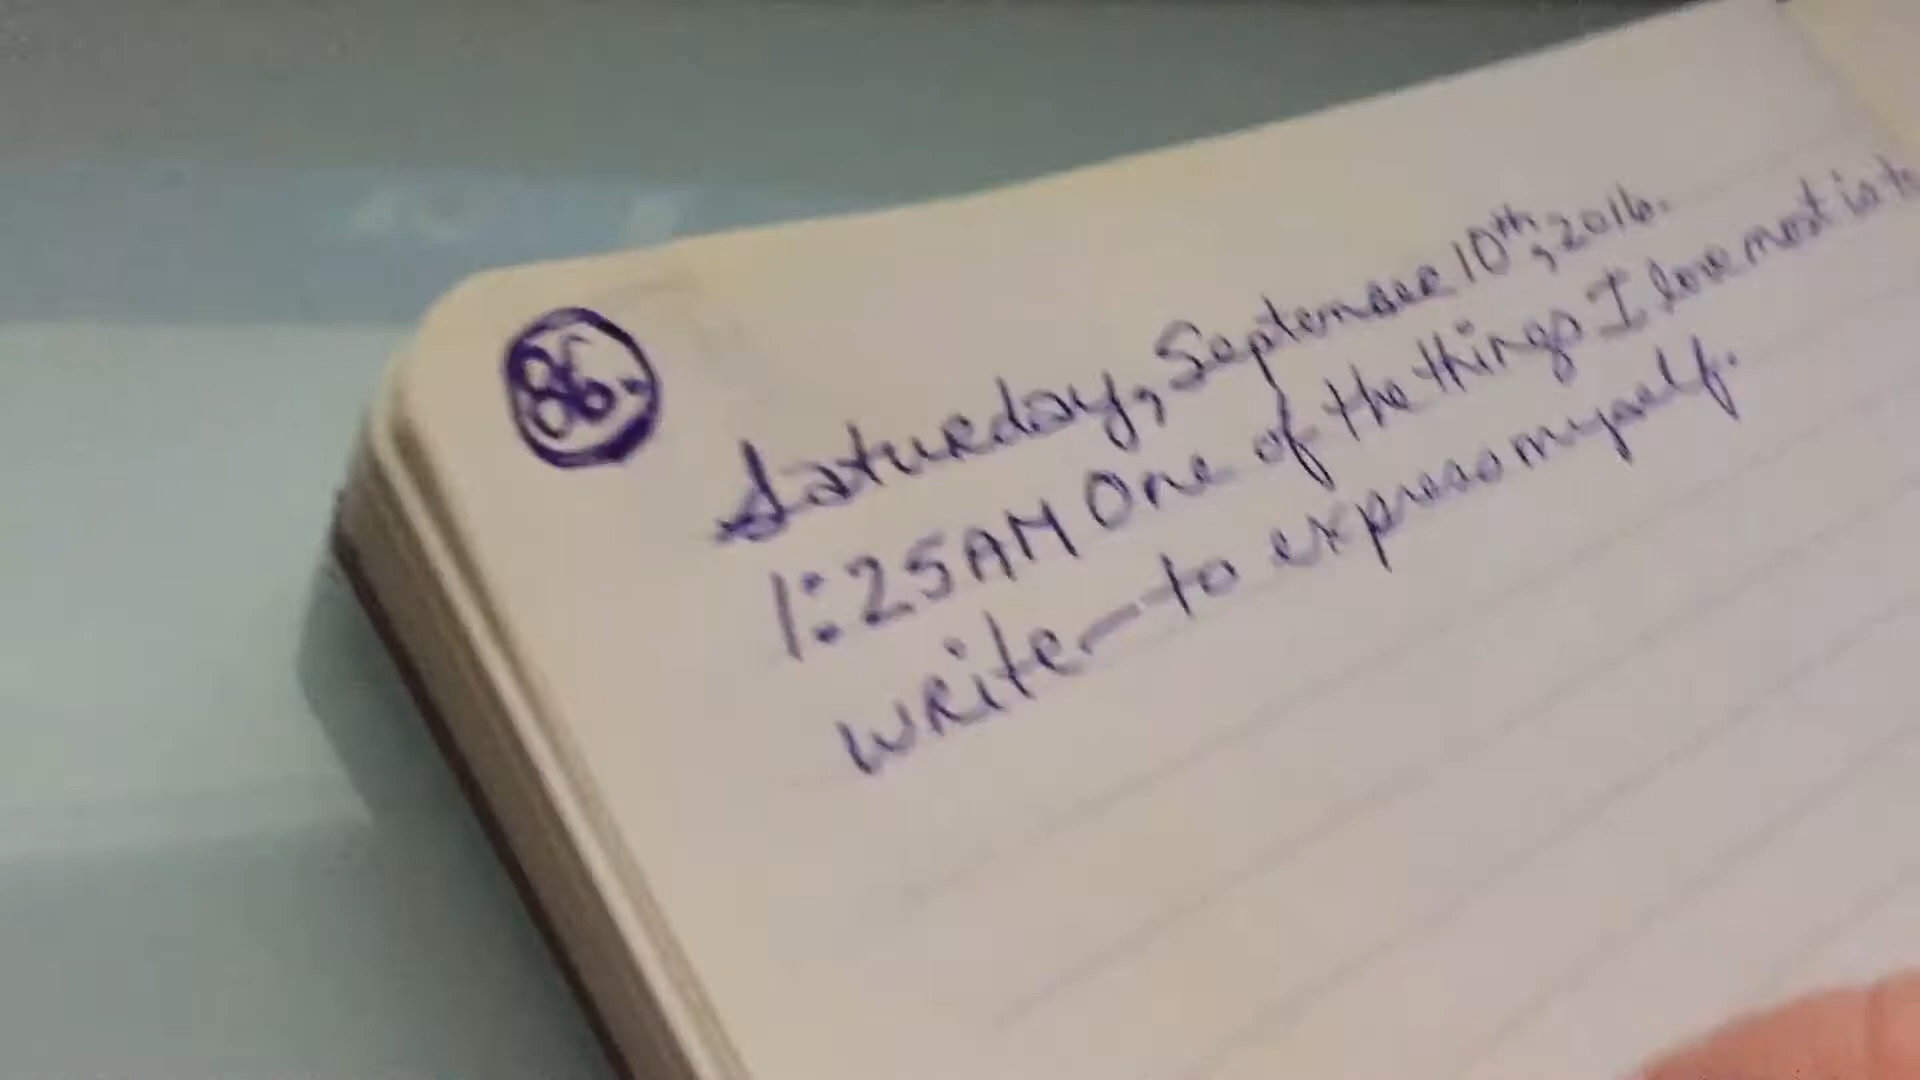 86.
Saturday, September 10th, 2016.
1:25AM One of the things I love most is to
write—to express myself.